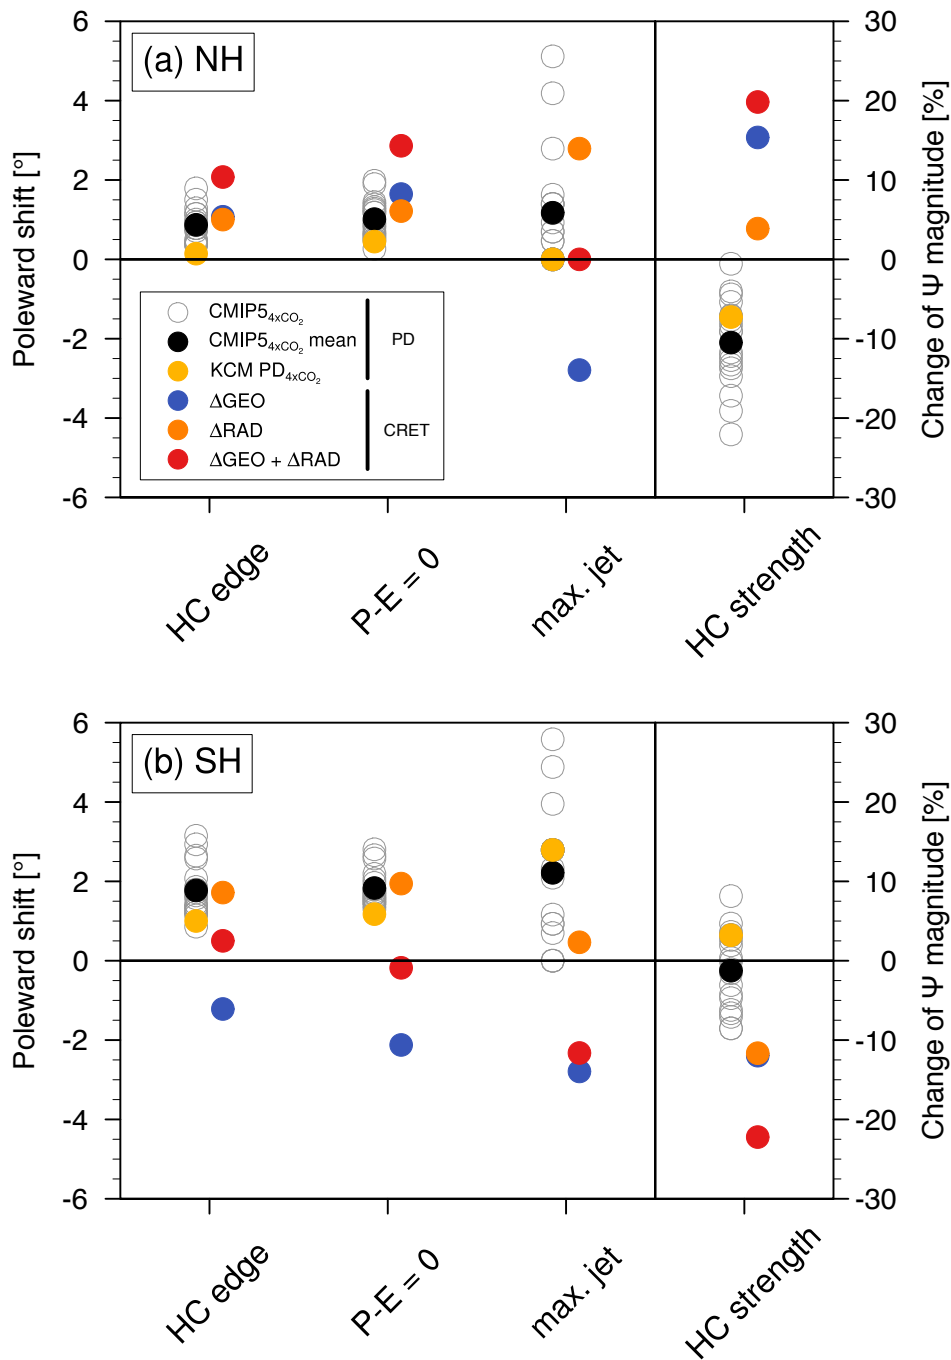 (a) NH
Poleward shift [°]
6
4
2
0
-2
-4
-6
30
20
10
0
-10
-20
-30
Change of Ψ magnitude [%]
CMIP5₄ₓCO₂
CMIP5₄ₓCO₂ mean
KCM PD₄ₓCO₂
PD
ΔGEO
ΔRAD
ΔGEO + ΔRAD
CRET
HC edge
P-E = 0
max. jet
HC strength
(b) SH
Poleward shift [°]
6
4
2
0
-2
-4
-6
30
20
10
0
-10
-20
-30
Change of Ψ magnitude [%]
HC edge
P-E = 0
max. jet
HC strength